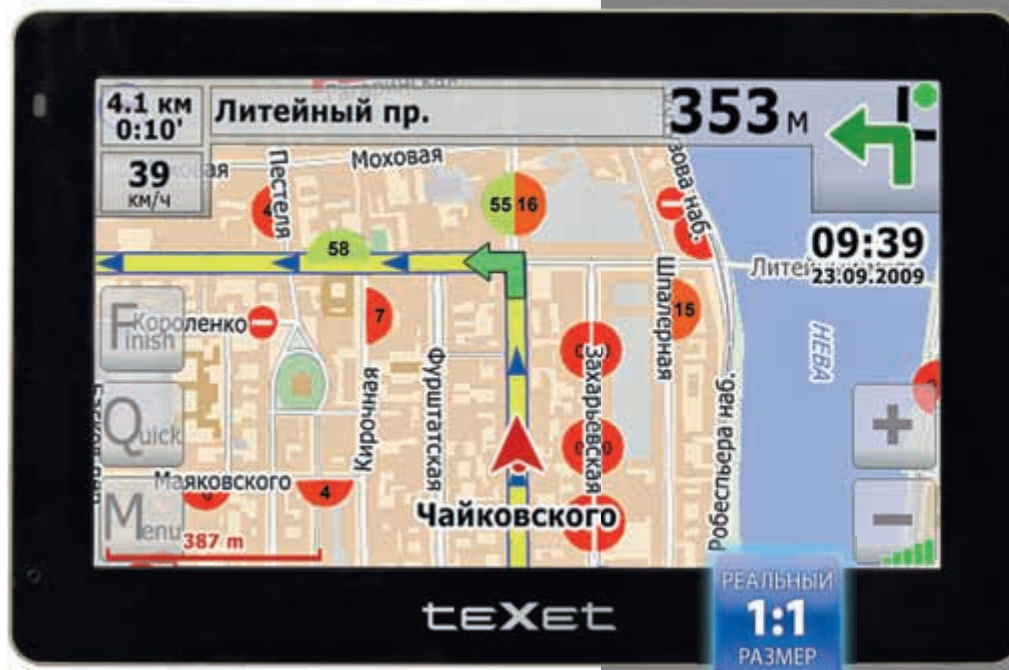 4.1 км
0:10'
Литейный пр.
353 м
39
км/ч
Моховая
Пестеля
55 16
наб.
09:39
23.09.2009
58
Шпалерная
Finish
Короленко
7
15
НЕВА
Захарьевская
Фурштатская
Кирочная
Робеспьера наб.
Quick
+
Маяковского
4
Menu
Чайковского
−
387 m
teXet
РЕАЛЬНЫЙ
1:1
РАЗМЕР